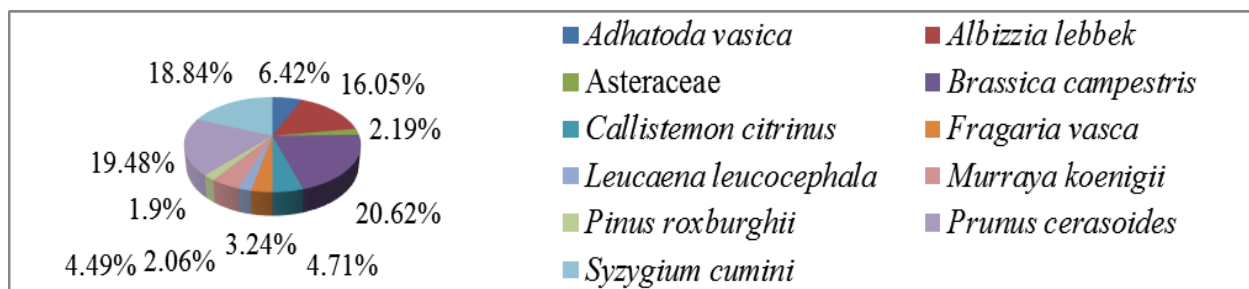 18.84% 6.42%
16.05%
2.19%
19.48%
20.62%
1.9%
3.24%
4.49% 2.06% 4.71%
Adhatoda vasica
Albizzia lebbek
Asteraceae
Brassica campestris
Callistemon citrinus
Fragaria vasca
Leucaena leucocephala
Murraya koenigii
Pinus roxburghii
Prunus cerasoides
Syzygium cumini